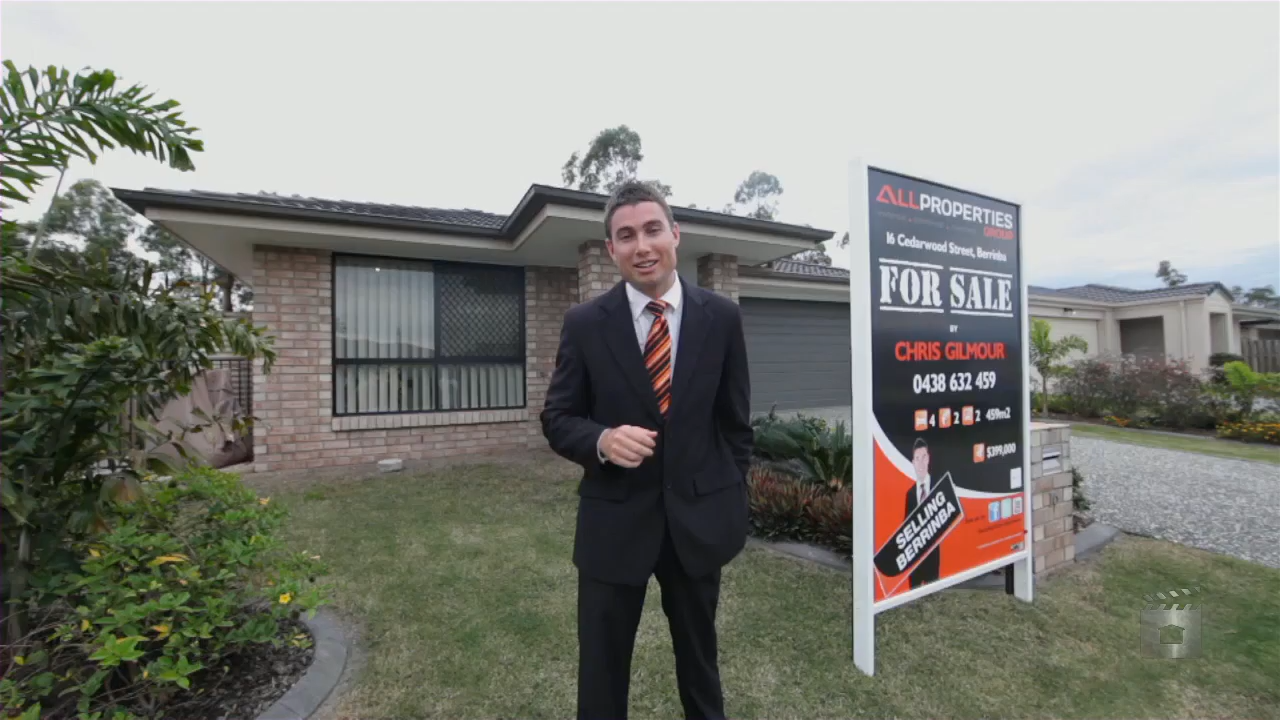 ALLPROPERTIES
GROUP
16 Cedarwood Street, Berrinba
FOR SALE
BY
CHRIS GILMOUR
0438 632 459
4 2 2 459m2
$399,000
SELLING
BERRINBA
16